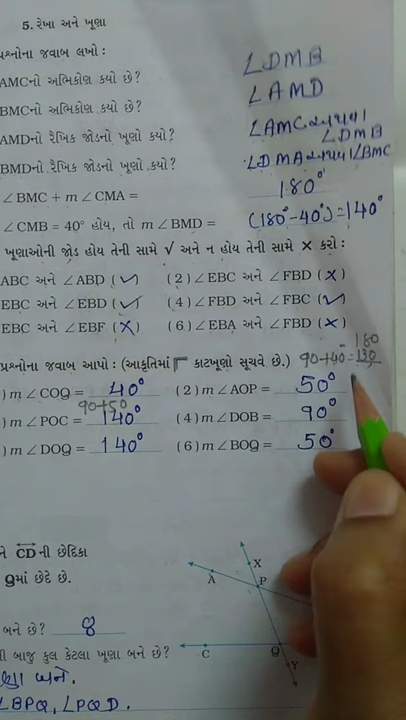 5. રેખા અને ખૂણા
પ્રશ્નોના જવાબ લખો :
AMCનો અભિકોણ કયો છે? ∠DMB
BMCનો અભિકોણ કયો છે? ∠AMD
AMDનો રૈખિક જોડનો ખૂણો કયો? ∠AMC અથવા ∠DMB
BMDનો રૈખિક જોડનો ખૂણો કયો? ∠DMA અથવા ∠BMC
∠BMC + m∠CMA = 180°
∠CMB = 40° હોય, તો m∠BMD = (180°-40°)=140°
ખૂણાઓની જોડ હોય તેની સામે √ અને ન હોય તેની સામે × કરો :
ABC અને ∠ABD (✓) (2) ∠EBC અને ∠FBD (×)
EBC અને ∠EBD (✓) (4) ∠FBD અને ∠FBC (✓)
EBC અને ∠EBF (×) (6) ∠EBA અને ∠FBD (×)
પ્રશ્નોના જવાબ આપો : (આકૃતિમાં કાટખૂણો સૂચવે છે.) 90+40= 130
180
) m∠COQ = 40° (2) m∠AOP = 50°
90+50
) m∠POC = 140° (4) m∠DOB = 90°
) m∠DOQ = 140° (6) m∠BOQ = 50°
ને CDની છેદિકા
Qમાં છેદે છે.
X
A
P
બને છે? 8
ની બાજુ કુલ કેટલા ખૂણા બને છે? C Q
Y
બને.
∠BPQ, ∠PQD.